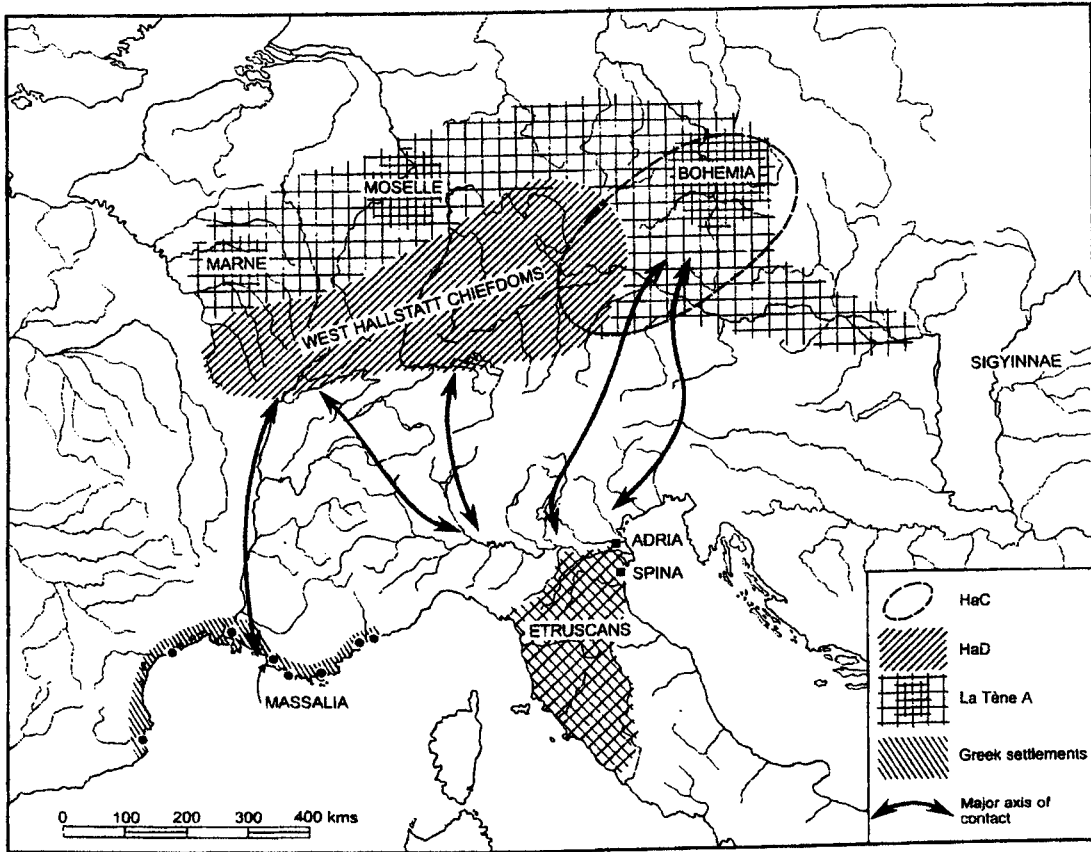 BOHEMIA
MOSELLE
MARNE
WEST HALLSTATT CHIEFDOMS
SIGYINNAE
ADRIA
SPINA
ETRUSCANS
MASSALIA
0 100 200 300 400 kms
HaC
HaD
La Tène A
Greek settlements
Major axis of
contact